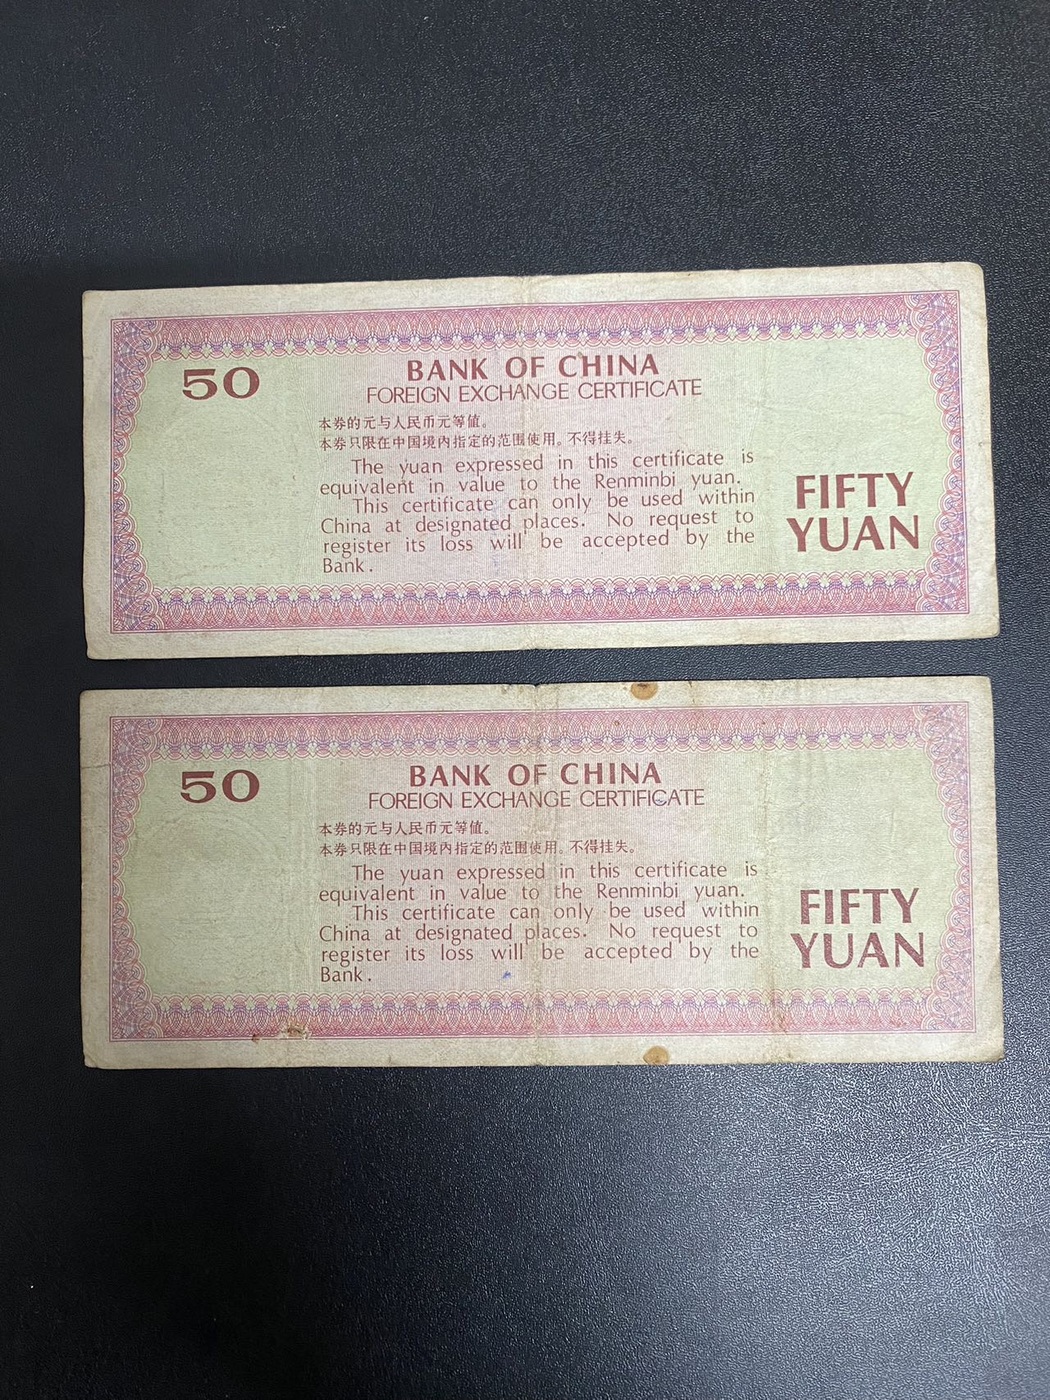 50
BANK OF CHINA
FOREIGN EXCHANGE CERTIFICATE
本券的元与人民币元等值。
本券只限在中国境内指定的范围使用。不得挂失。
The yuan expressed in this certificate is
equivalent in value to the Renminbi yuan.
This certificate can only be used within
China at designated places. No request to
register its loss will be accepted by the
Bank.
FIFTY
YUAN
50
BANK OF CHINA
FOREIGN EXCHANGE CERTIFICATE
本券的元与人民币元等值。
本券只限在中国境内指定的范围使用。不得挂失。
The yuan expressed in this certificate is
equivalent in value to the Renminbi yuan.
This certificate can only be used within
China at designated places. No request to
register its loss will be accepted by the
Bank.
FIFTY
YUAN